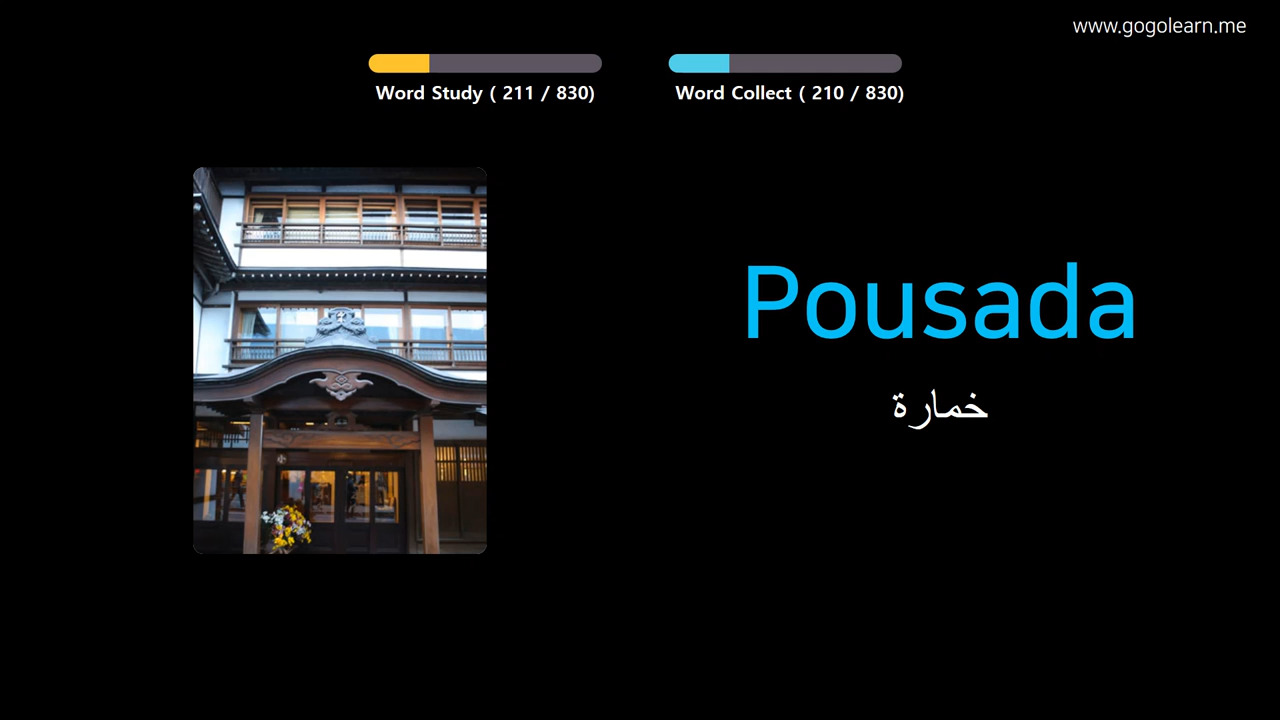 www.gogolearn.me
Word Study ( 211 / 830)
Word Collect ( 210 / 830)
Pousada
خمارة